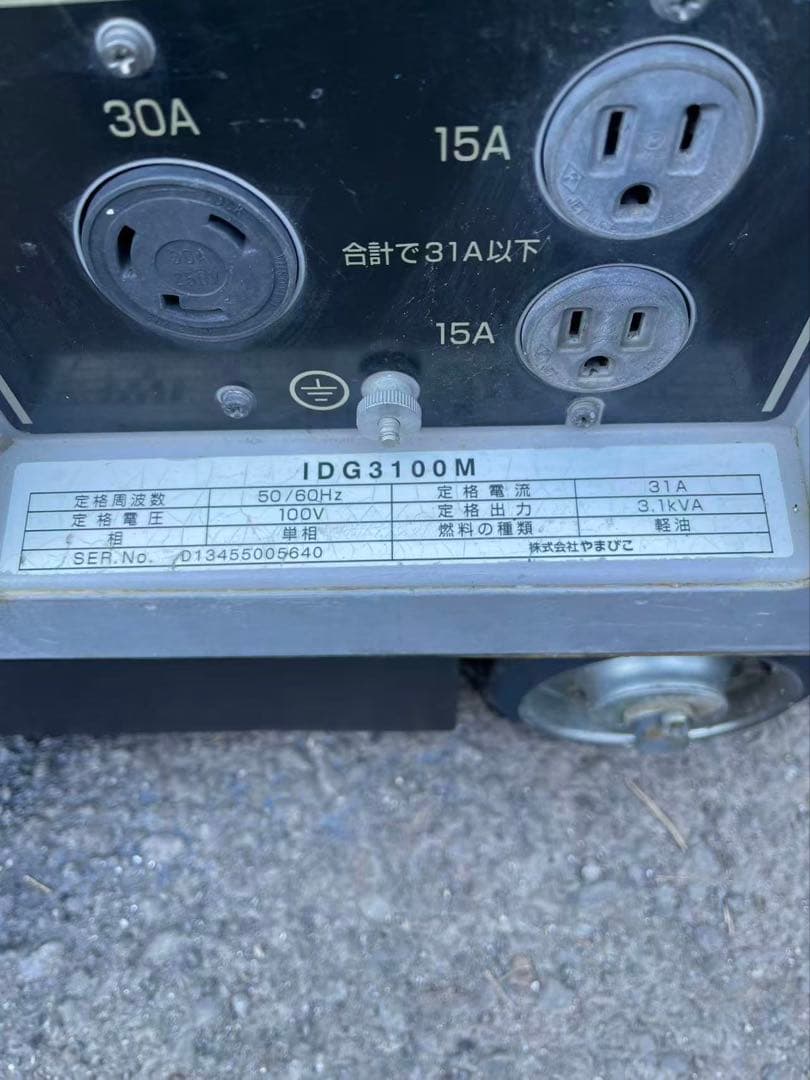 30A
15A
合計で31A以下
15A
IDG3100M
定格周波数 50/60Hz 定格電流 31A
定格電圧 100V 定格出力 3.1kVA
相 単相 燃料の種類 軽油
SER.No. D13455005640 株式会社やまびこ